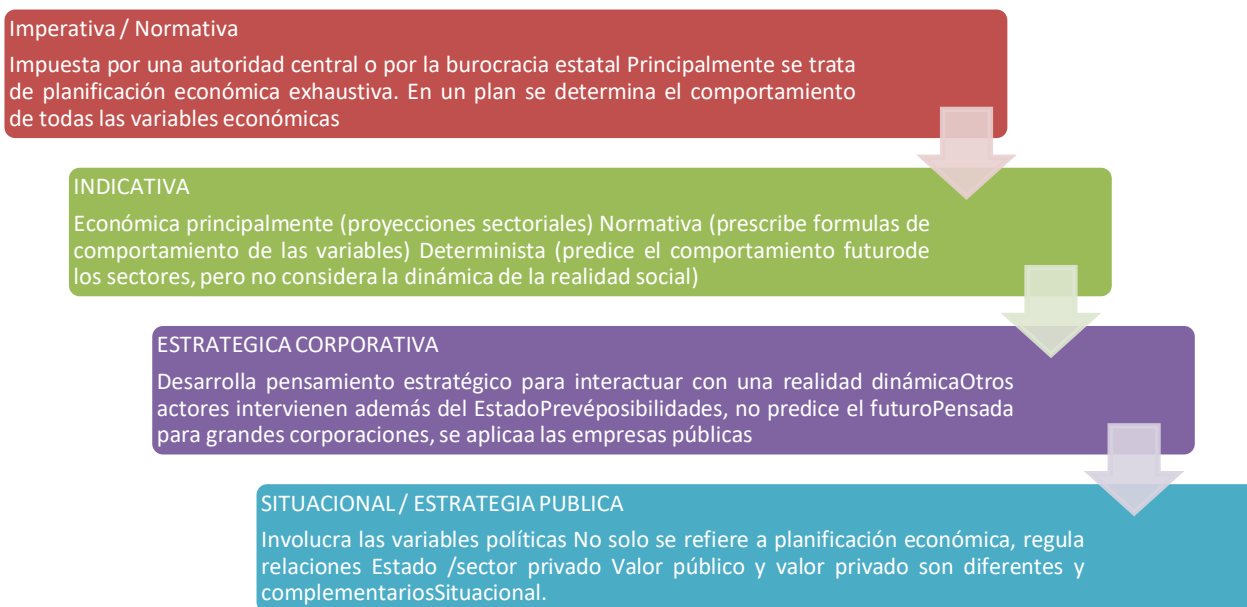 Imperativa / Normativa
Impuesta por una autoridad central o por la burocracia estatal Principalmente se trata
de planificación económica exhaustiva. En un plan se determina el comportamiento
de todas las variables económicas
INDICATIVA
Económica principalmente (proyecciones sectoriales) Normativa (prescribe formulas de
comportamiento de las variables) Determinista (predice el comportamiento futurode
los sectores, pero no considera la dinámica de la realidad social)
ESTRATEGICA CORPORATIVA
Desarrolla pensamiento estratégico para interactuar con una realidad dinámicaOtros
actores intervienen además del EstadoPrevéposibilidades, no predice el futuroPensada
para grandes corporaciones, se aplicaa las empresas públicas
SITUACIONAL / ESTRATEGIA PUBLICA
Involucra las variables políticas No solo se refiere a planificación económica, regula
relaciones Estado /sector privado Valor público y valor privado son diferentes y
complementariosSituacional.